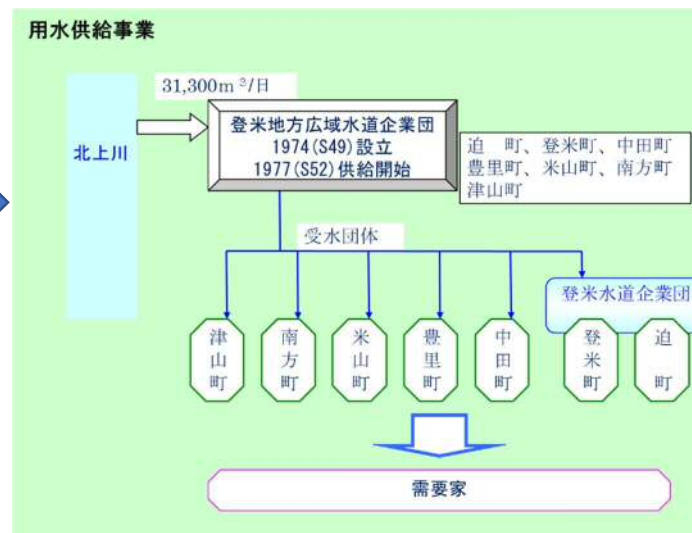 用水供給事業
31,300m³/日
北上川
登米地方広域水道企業団
1974(S49)設立
1977(S52)供給開始
迫　町、登米町、中田町
豊里町、米山町、南方町
津山町
受水団体
登米水道企業団
津山町
南方町
米山町
豊里町
中田町
登米町
迫　町
需要家